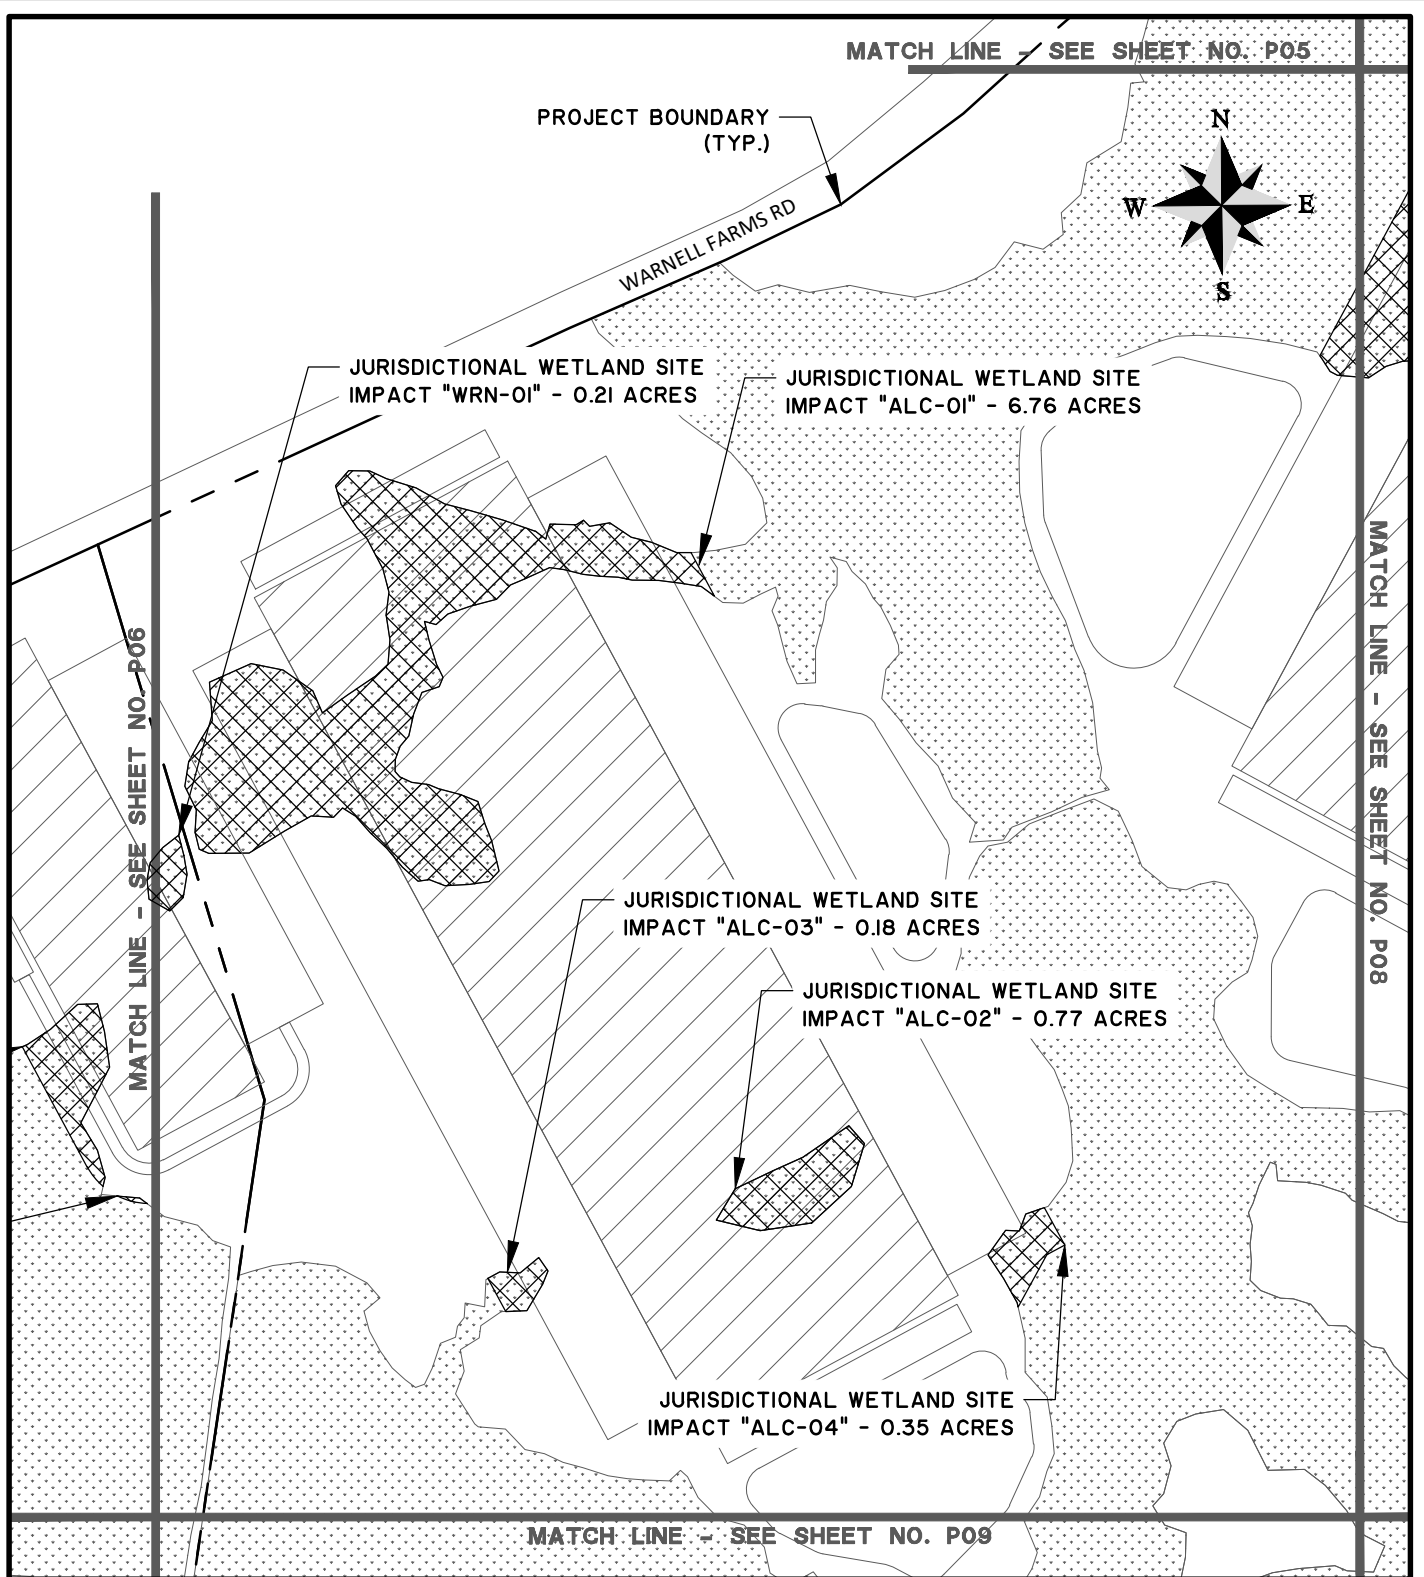 MATCH LINE - SEE SHEET NO. P05
PROJECT BOUNDARY
(TYP.)
N
W
E
S
WARNELL FARMS RD
JURISDICTIONAL WETLAND SITE
IMPACT "WRN-01" - 0.21 ACRES
JURISDICTIONAL WETLAND SITE
IMPACT "ALC-01" - 6.76 ACRES
MATCH LINE - SEE SHEET NO. P06
MATCH LINE - SEE SHEET NO. P08
JURISDICTIONAL WETLAND SITE
IMPACT "ALC-03" - 0.18 ACRES
JURISDICTIONAL WETLAND SITE
IMPACT "ALC-02" - 0.77 ACRES
JURISDICTIONAL WETLAND SITE
IMPACT "ALC-04" - 0.35 ACRES
MATCH LINE - SEE SHEET NO. P09